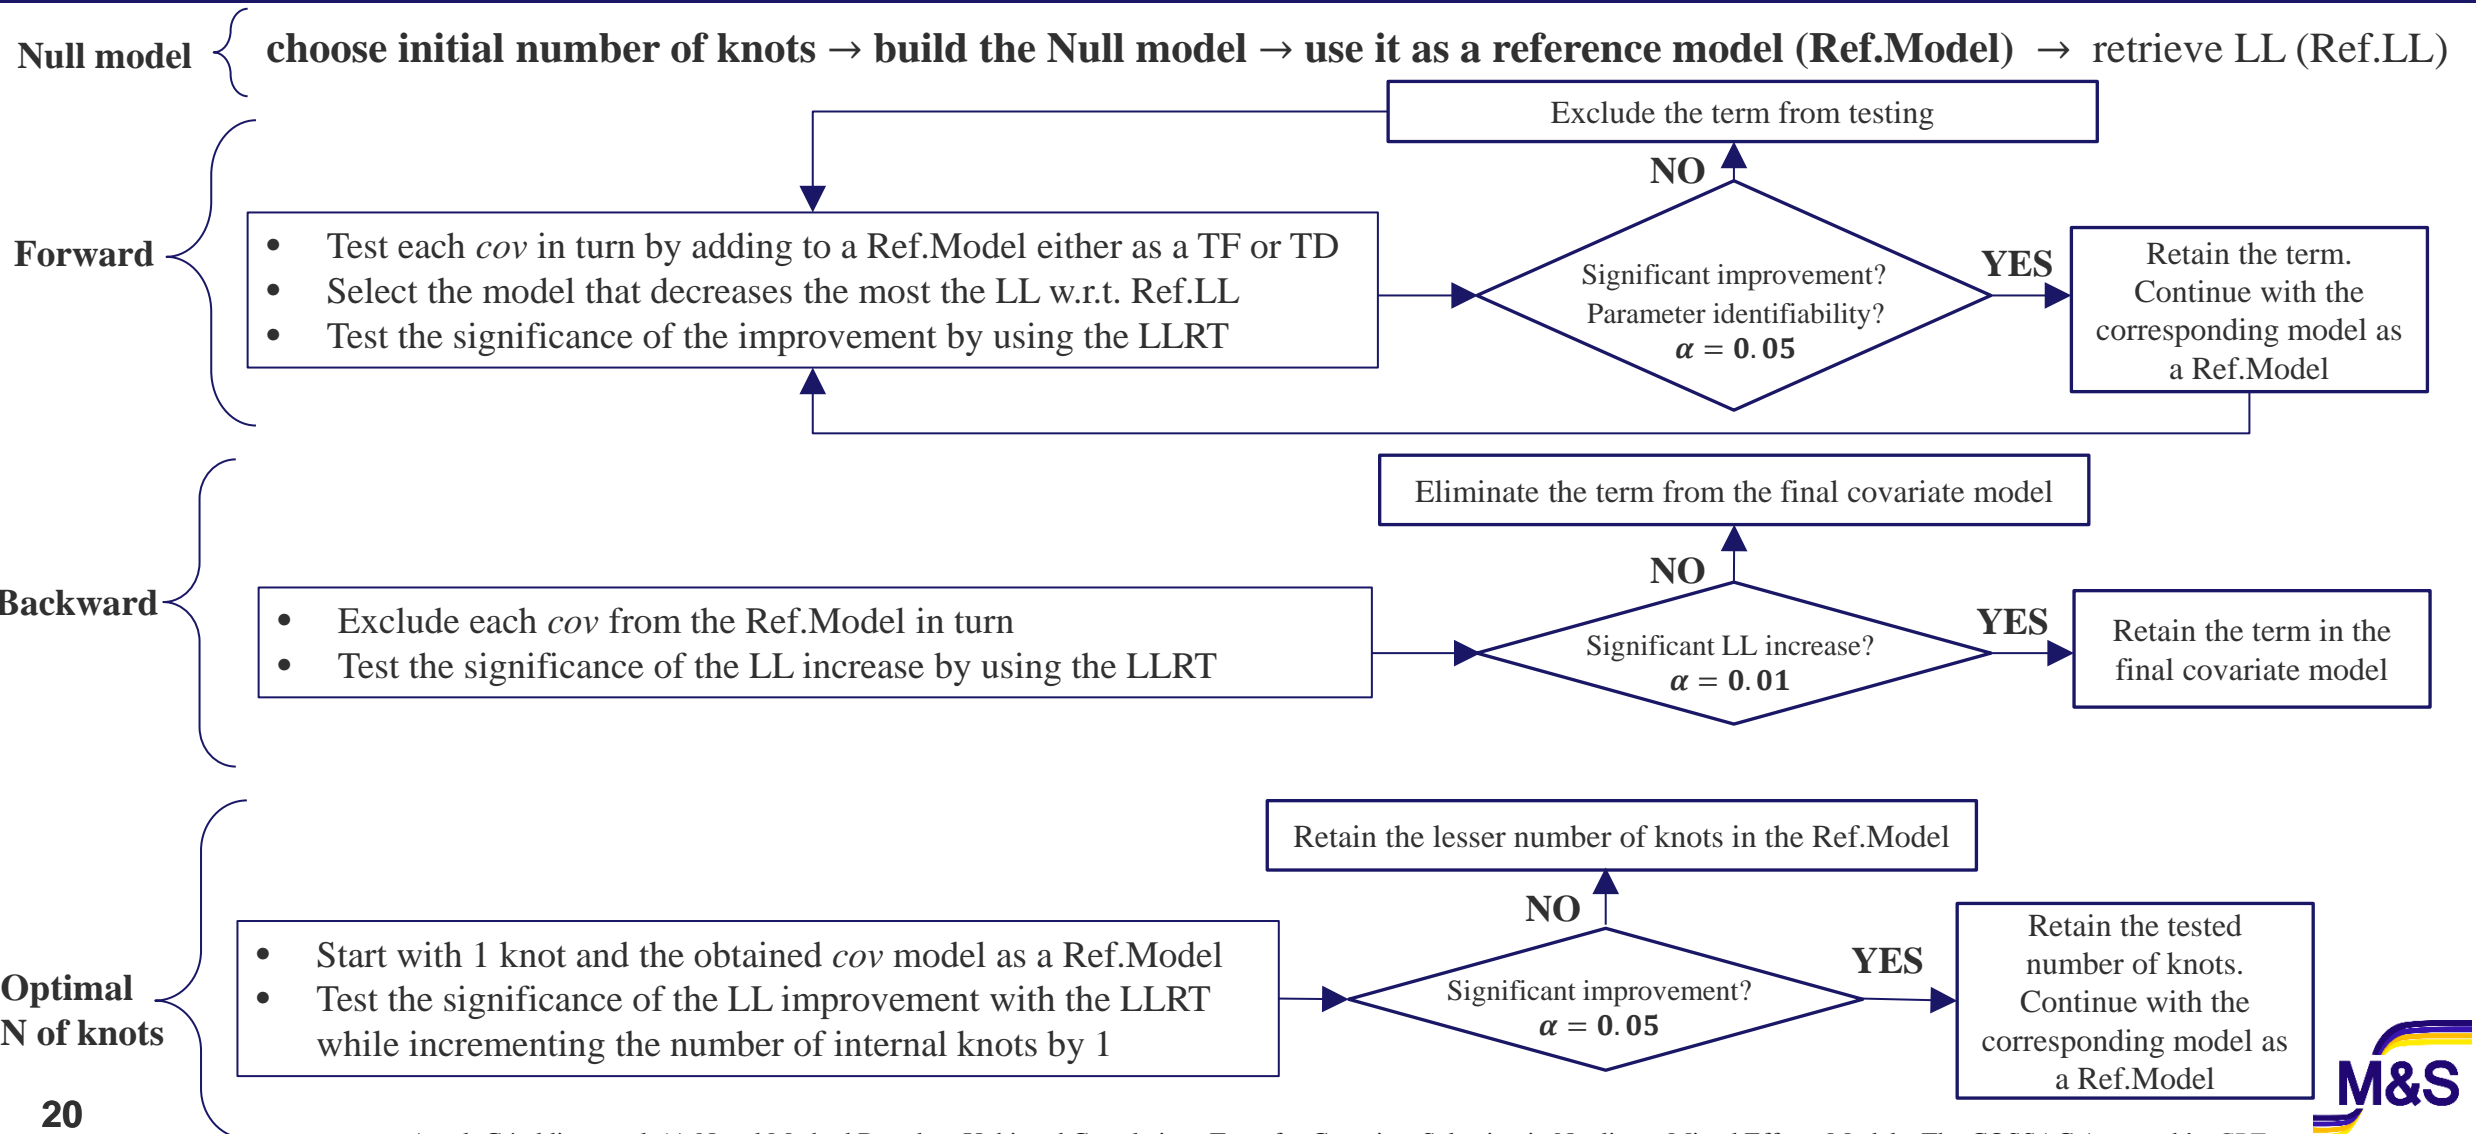 Null model
choose initial number of knots → build the Null model → use it as a reference model (Ref.Model) → retrieve LL (Ref.LL)
Exclude the term from testing
NO
Forward
• Test each cov in turn by adding to a Ref.Model either as a TF or TD
• Select the model that decreases the most the LL w.r.t. Ref.LL
• Test the significance of the improvement by using the LLRT
Significant improvement?
Parameter identifiability?
α = 0.05
YES
Retain the term.
Continue with the
corresponding model as
a Ref.Model
Eliminate the term from the final covariate model
NO
Backward
• Exclude each cov from the Ref.Model in turn
• Test the significance of the LL increase by using the LLRT
Significant LL increase?
α = 0.01
YES
Retain the term in the
final covariate model
Retain the lesser number of knots in the Ref.Model
NO
Optimal
N of knots
• Start with 1 knot and the obtained cov model as a Ref.Model
• Test the significance of the LL improvement with the LLRT
while incrementing the number of internal knots by 1
Significant improvement?
α = 0.05
YES
Retain the tested
number of knots.
Continue with the
corresponding model as
a Ref.Model
M&S
20